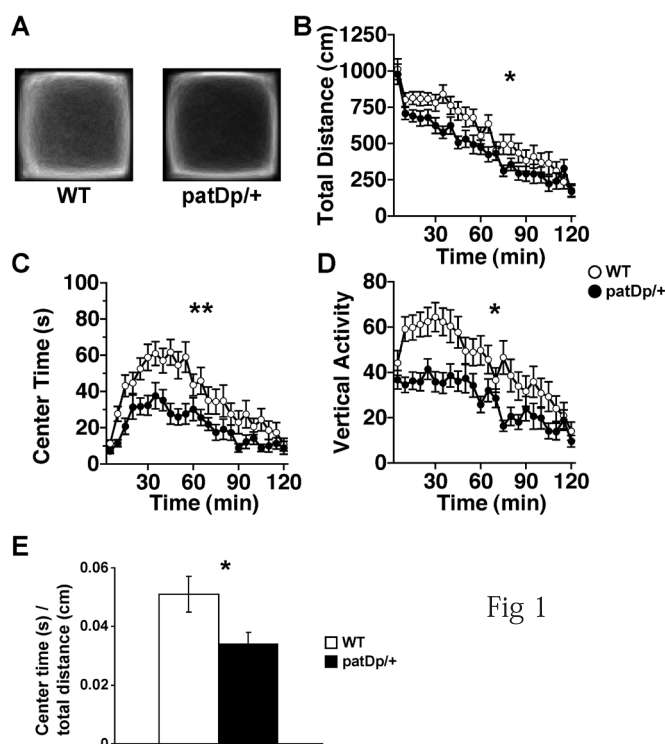 A
WT
patDp/+
B
Total Distance (cm)
1250
1000
750
500
250
0
*
30
60
90
120
Time (min)
C
Center Time (s)
100
80
60
40
20
0
**
30
60
90
120
Time (min)
D
Vertical Activity
80
60
40
20
0
*
30
60
90
120
Time (min)
WT
patDp/+
E
Center time (s) /
total distance (cm)
0.06
0.04
0.02
0
*
WT
patDp/+
Fig 1